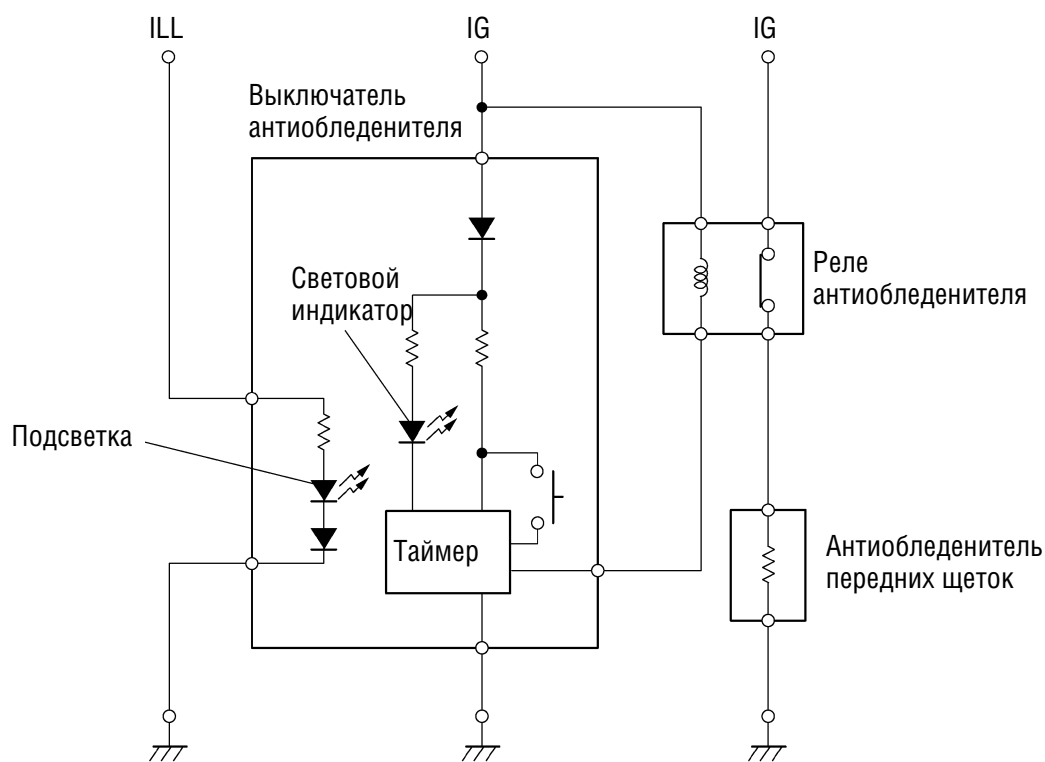 ILL
IG
IG
Выключатель
антиобледенителя
Световой
индикатор
Реле
антиобледенителя
Подсветка
Таймер
Антиобледенитель
передних щеток